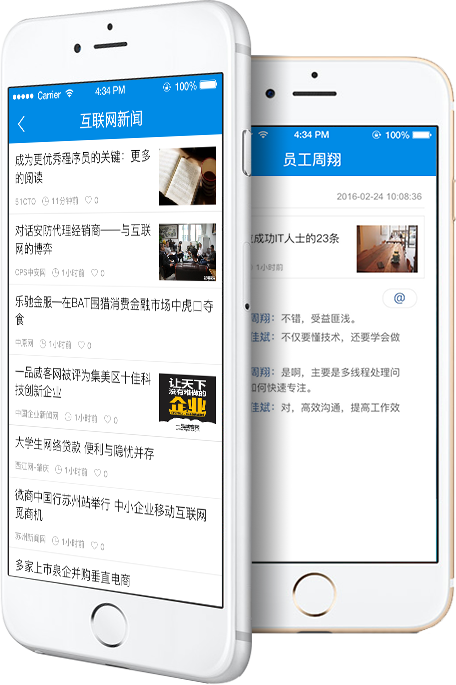 Carrier 4:34 PM 100%
互联网新闻
成为更优秀程序员的关键：更多
的阅读
51CTO 11分钟前 0
对话安防代理经销商——与互联
网的博弈
CPS中安网 1小时前 0
乐驰金服—在BAT围猎消费金融市场中虎□夺
食
中原网 1小时前 0
一品威客网被评为集美区十佳科
技创新企业
中国企业新闻网 1小时前 0
让天下
没有难做的
企业
大学生网络贷款 便利与隐忧并存
西江网-肇庆 1小时前 0
微商中国行苏州站举行 中小企业移动互联网
觅商机
苏州新闻网 1小时前 0
多家上市泉企并购垂直电商
4:34 PM 100%
员工周翔
2016-02-24 10:08:36
成功IT人士的23条
1小时前
@
周翔：不错，受益匪浅。
佳斌：不仅要懂技术，还要学会做
周翔：是啊，主要是多线程处理问
如何快速专注。
佳斌：对，高效沟通，提高工作效